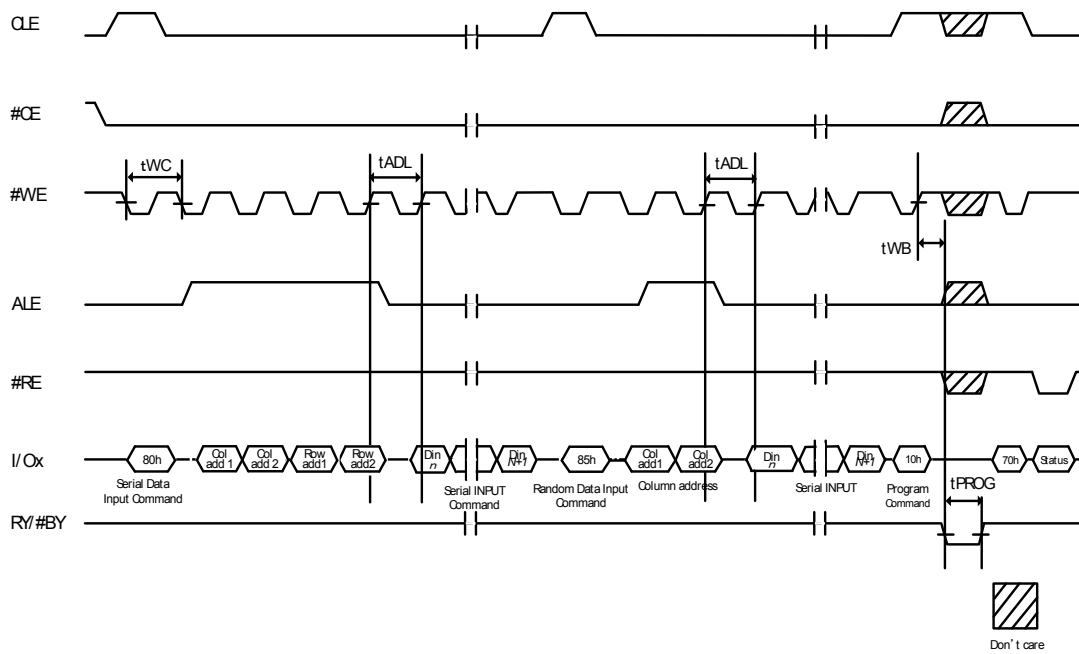 CLE
#CE
tWC
tADL
tADL
#WE
tWB
ALE
#RE
I/Ox
80h
Col add 1
Col add 2
Row add1
Row add2
Din n
Din N+1
85h
Col add1
Col add2
Din n
Din N+1
10h
70h
Status
Serial Data
Input Command
Serial INPUT
Command
Random Data Input
Command
Column address
Serial INPUT
Program
Command
tPROG
RY/#BY
Don't care